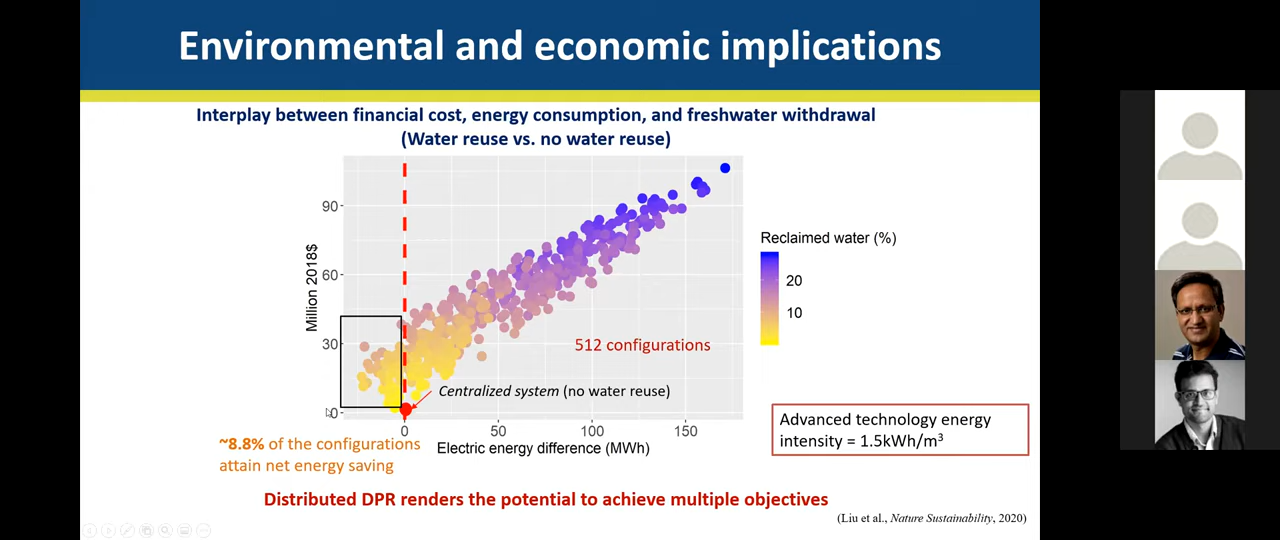 Environmental and economic implications
Interplay between financial cost, energy consumption, and freshwater withdrawal
(Water reuse vs. no water reuse)
Million 2018$
90
60
30
0
0
50
100
150
Electric energy difference (MWh)
512 configurations
Centralized system (no water reuse)
Reclaimed water (%)
20
10
~8.8% of the configurations
attain net energy saving
Advanced technology energy
intensity = 1.5kWh/m³
Distributed DPR renders the potential to achieve multiple objectives
(Liu et al., Nature Sustainability, 2020)